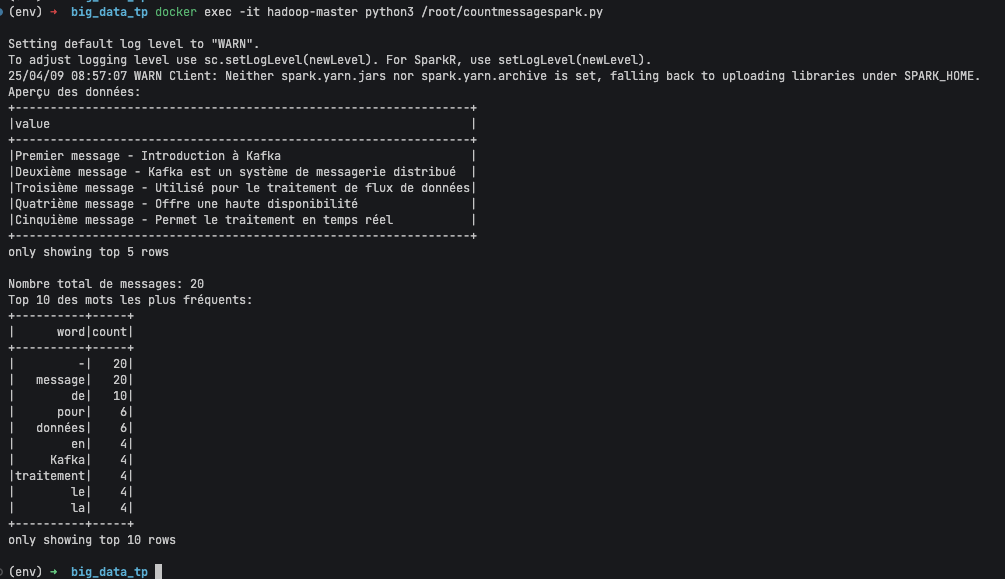 (env) → big_data_tp docker exec -it hadoop-master python3 /root/countmessagespark.py
Setting default log level to "WARN".
To adjust logging level use sc.setLogLevel(newLevel). For SparkR, use setLogLevel(newLevel).
25/04/09 08:57:07 WARN Client: Neither spark.yarn.jars nor spark.yarn.archive is set, falling back to uploading libraries under SPARK_HOME.
Aperçu des données:
+-----------------------------------------------------------------+
|value                                                            |
+-----------------------------------------------------------------+
|Premier message - Introduction à Kafka                           |
|Deuxième message - Kafka est un système de messagerie distribué  |
|Troisième message - Utilisé pour le traitement de flux de données|
|Quatrième message - Offre une haute disponibilité                |
|Cinquième message - Permet le traitement en temps réel           |
+-----------------------------------------------------------------+
only showing top 5 rows
Nombre total de messages: 20
Top 10 des mots les plus fréquents:
+----------+-----+
|      word|count|
+----------+-----+
|         -|   20|
|   message|   20|
|        de|   10|
|      pour|    6|
|   données|    6|
|        en|    4|
|     Kafka|    4|
|traitement|    4|
|        le|    4|
|        la|    4|
+----------+-----+
only showing top 10 rows
(env) → big_data_tp